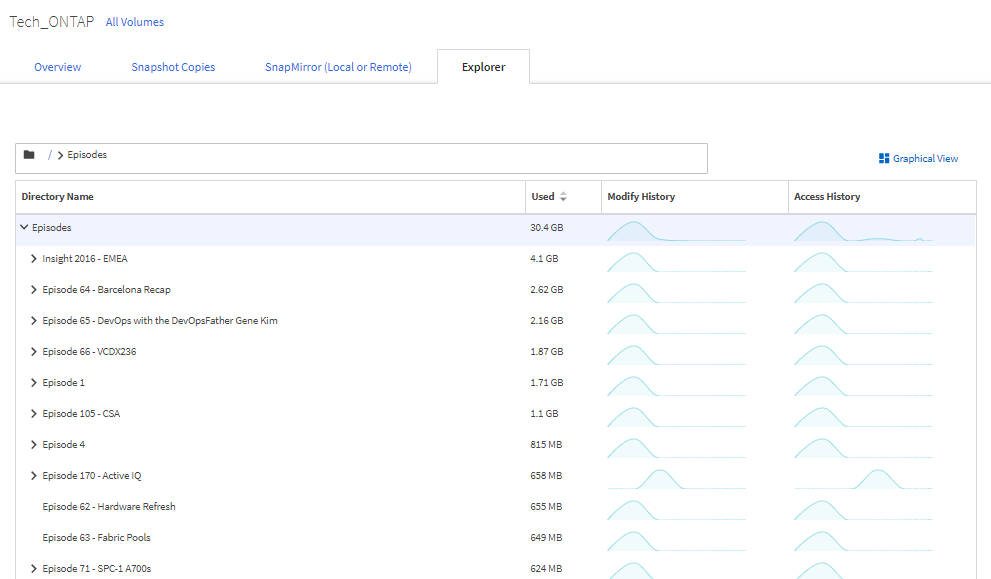 Tech_ONTAP All Volumes
Overview Snapshot Copies SnapMirror (Local or Remote) Explorer
/ Episodes Graphical View
Directory Name Used Modify History Access History
Episodes 30.4 GB
Insight 2016 - EMEA 4.1 GB
Episode 64 - Barcelona Recap 2.62 GB
Episode 65 - DevOps with the DevOpsFather Gene Kim 2.16 GB
Episode 66 - VCDX236 1.87 GB
Episode 1 1.71 GB
Episode 105 - CSA 1.1 GB
Episode 4 815 MB
Episode 170 - Active IQ 658 MB
Episode 62 - Hardware Refresh 655 MB
Episode 63 - Fabric Pools 649 MB
Episode 71 - SPC-1 A700s 624 MB